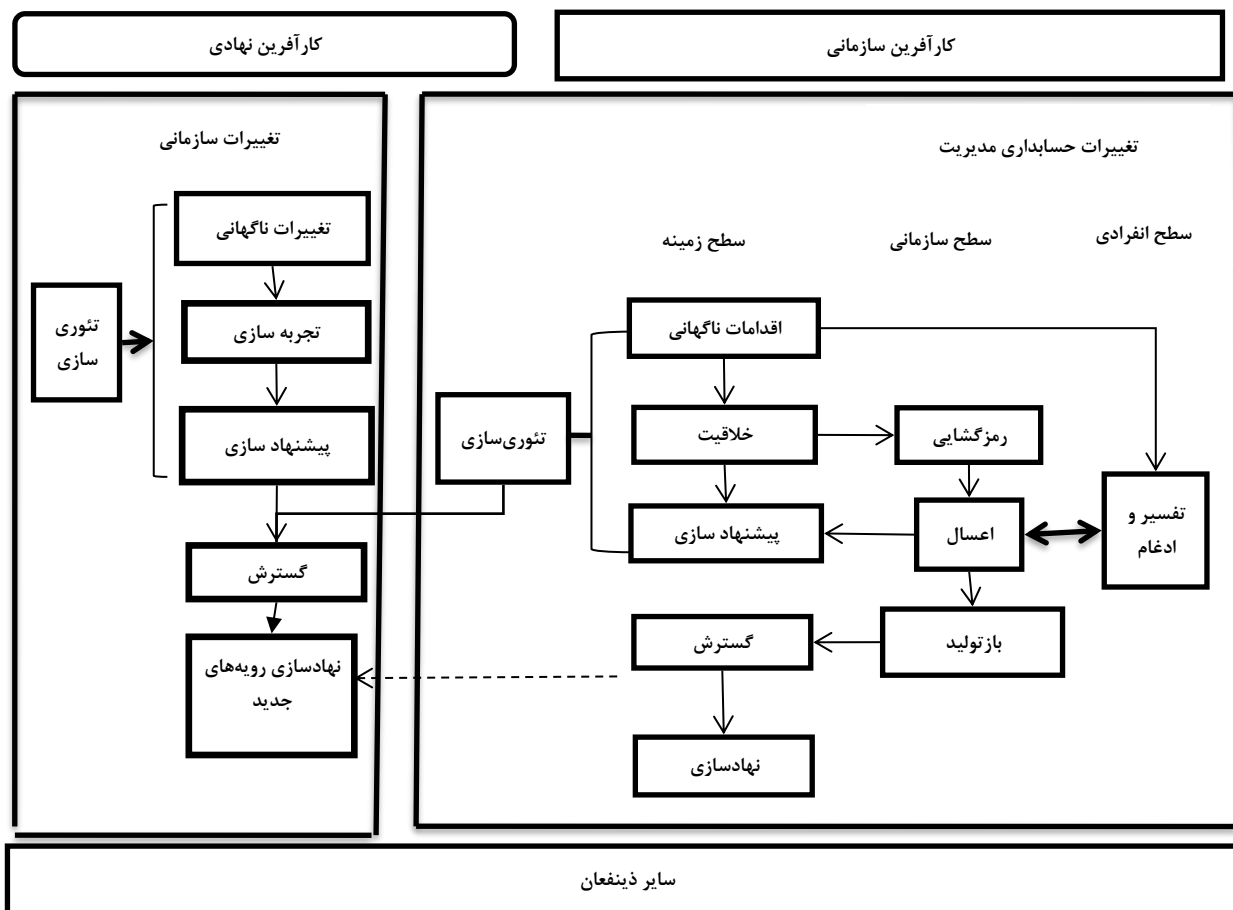 کارآفرین سازمانی
کارآفرین نهادی
تغییرات حسابداری مدیریت
سطح انفرادی
سطح سازمانی
سطح زمینه
اقدامات ناگهانی
خلاقیت
رمزگشایی
تئوری‌سازی
پیشنهاد سازی
اعسال
تفسیر و
ادغام
گسترش
بازتولید
نهادسازی
تغییرات سازمانی
تغییرات ناگهانی
تئوری
سازی
تجربه سازی
پیشنهاد سازی
گسترش
نهادسازی رویه‌های
جدید
سایر ذینفعان